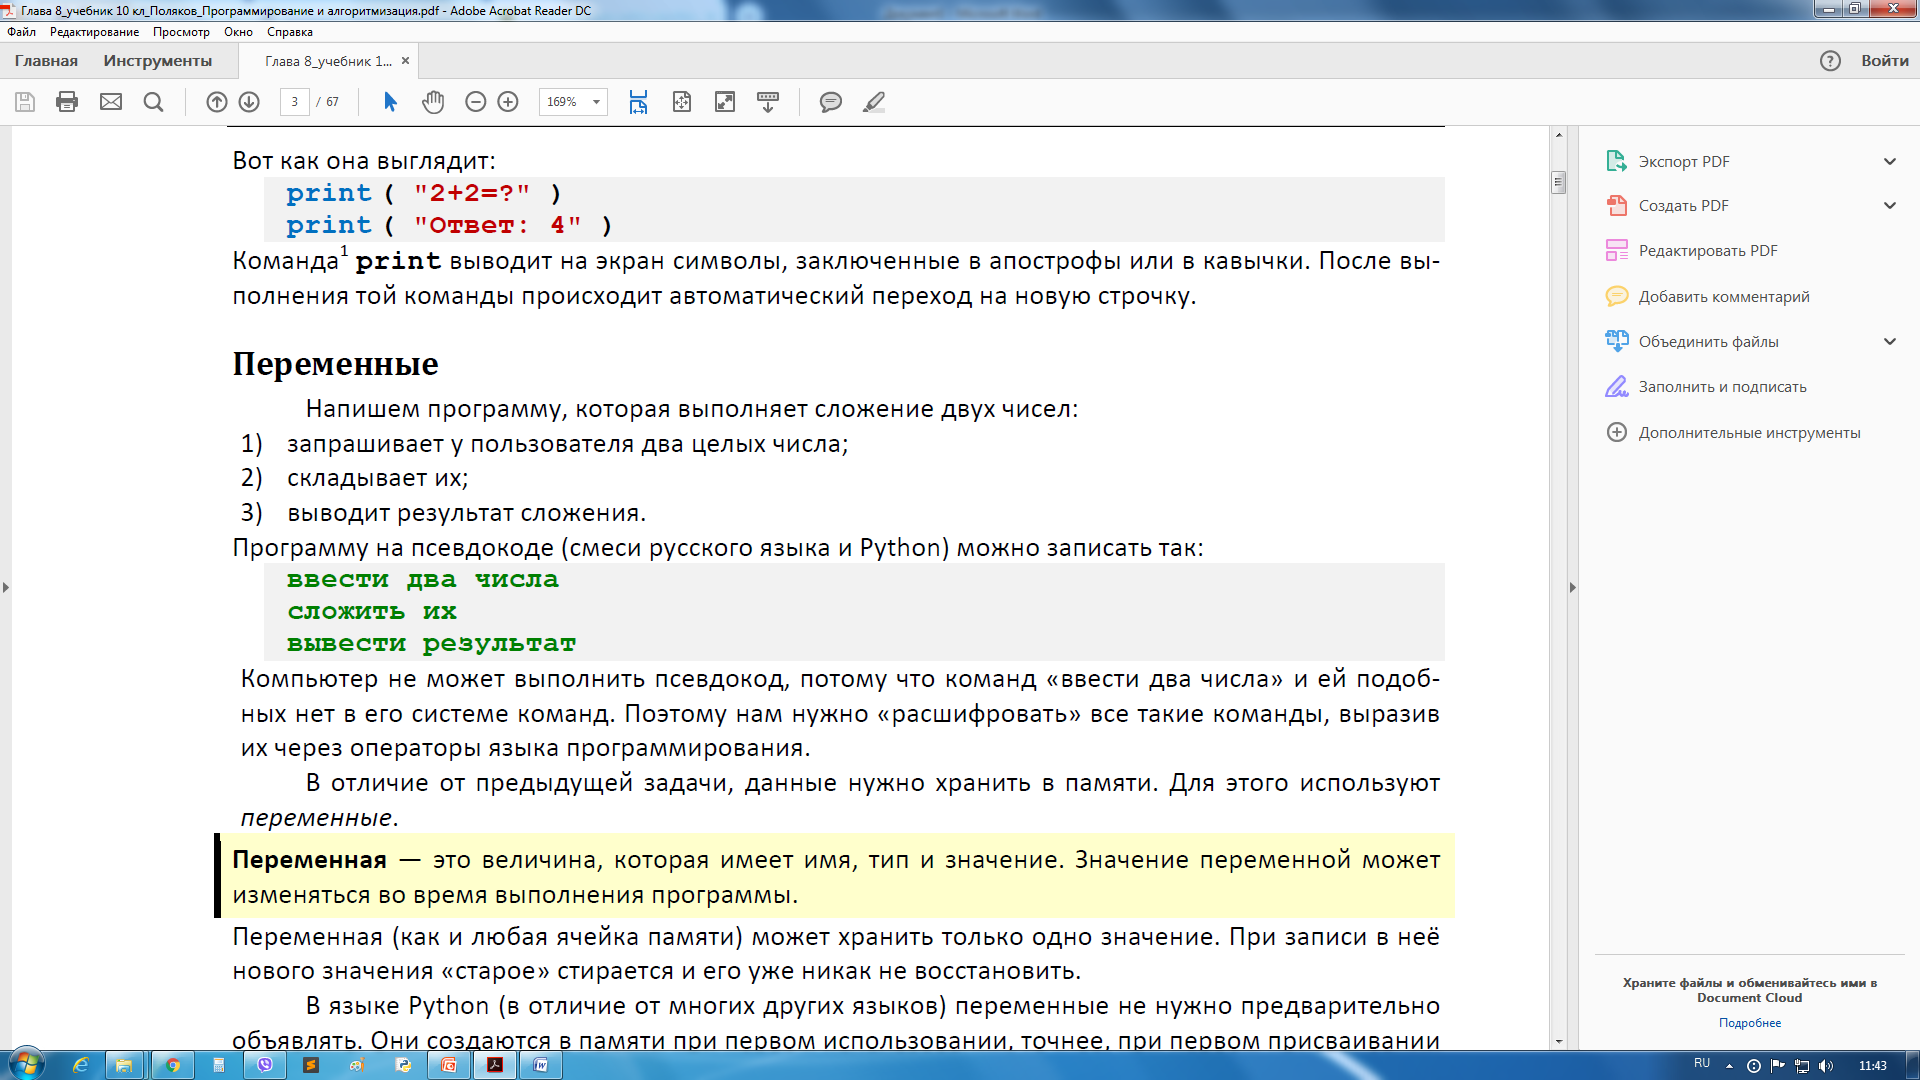 Глава 8_учебник 10 кл_Поляков_Программирование и алгоритмизация.pdf - Adobe Acrobat Reader DC
Файл Редактирование Просмотр Окно Справка
Главная Инструменты Глава 8_учебник 1... × ? Войти
3 / 67 169%
Вот как она выглядит:
print ( "2+2=?" )
print ( "Ответ: 4" )
Команда1 print выводит на экран символы, заключенные в апострофы или в кавычки. После вы-
полнения той команды происходит автоматический переход на новую строчку.
Переменные
Напишем программу, которая выполняет сложение двух чисел:
1) запрашивает у пользователя два целых числа;
2) складывает их;
3) выводит результат сложения.
Программу на псевдокоде (смеси русского языка и Python) можно записать так:
ввести два числа
сложить их
вывести результат
Компьютер не может выполнить псевдокод, потому что команд «ввести два числа» и ей подоб-
ных нет в его системе команд. Поэтому нам нужно «расшифровать» все такие команды, выразив
их через операторы языка программирования.
В отличие от предыдущей задачи, данные нужно хранить в памяти. Для этого используют
переменные.
Переменная — это величина, которая имеет имя, тип и значение. Значение переменной может
изменяться во время выполнения программы.
Переменная (как и любая ячейка памяти) может хранить только одно значение. При записи в неё
нового значения «старое» стирается и его уже никак не восстановить.
В языке Python (в отличие от многих других языков) переменные не нужно предварительно
объявлять. Они создаются в памяти при первом использовании, точнее, при первом присваивании
Экспорт PDF
Создать PDF
Редактировать PDF
Добавить комментарий
Объединить файлы
Заполнить и подписать
Дополнительные инструменты
Храните файлы и обменивайтесь ими в
Document Cloud
Подробнее
RU 11:43